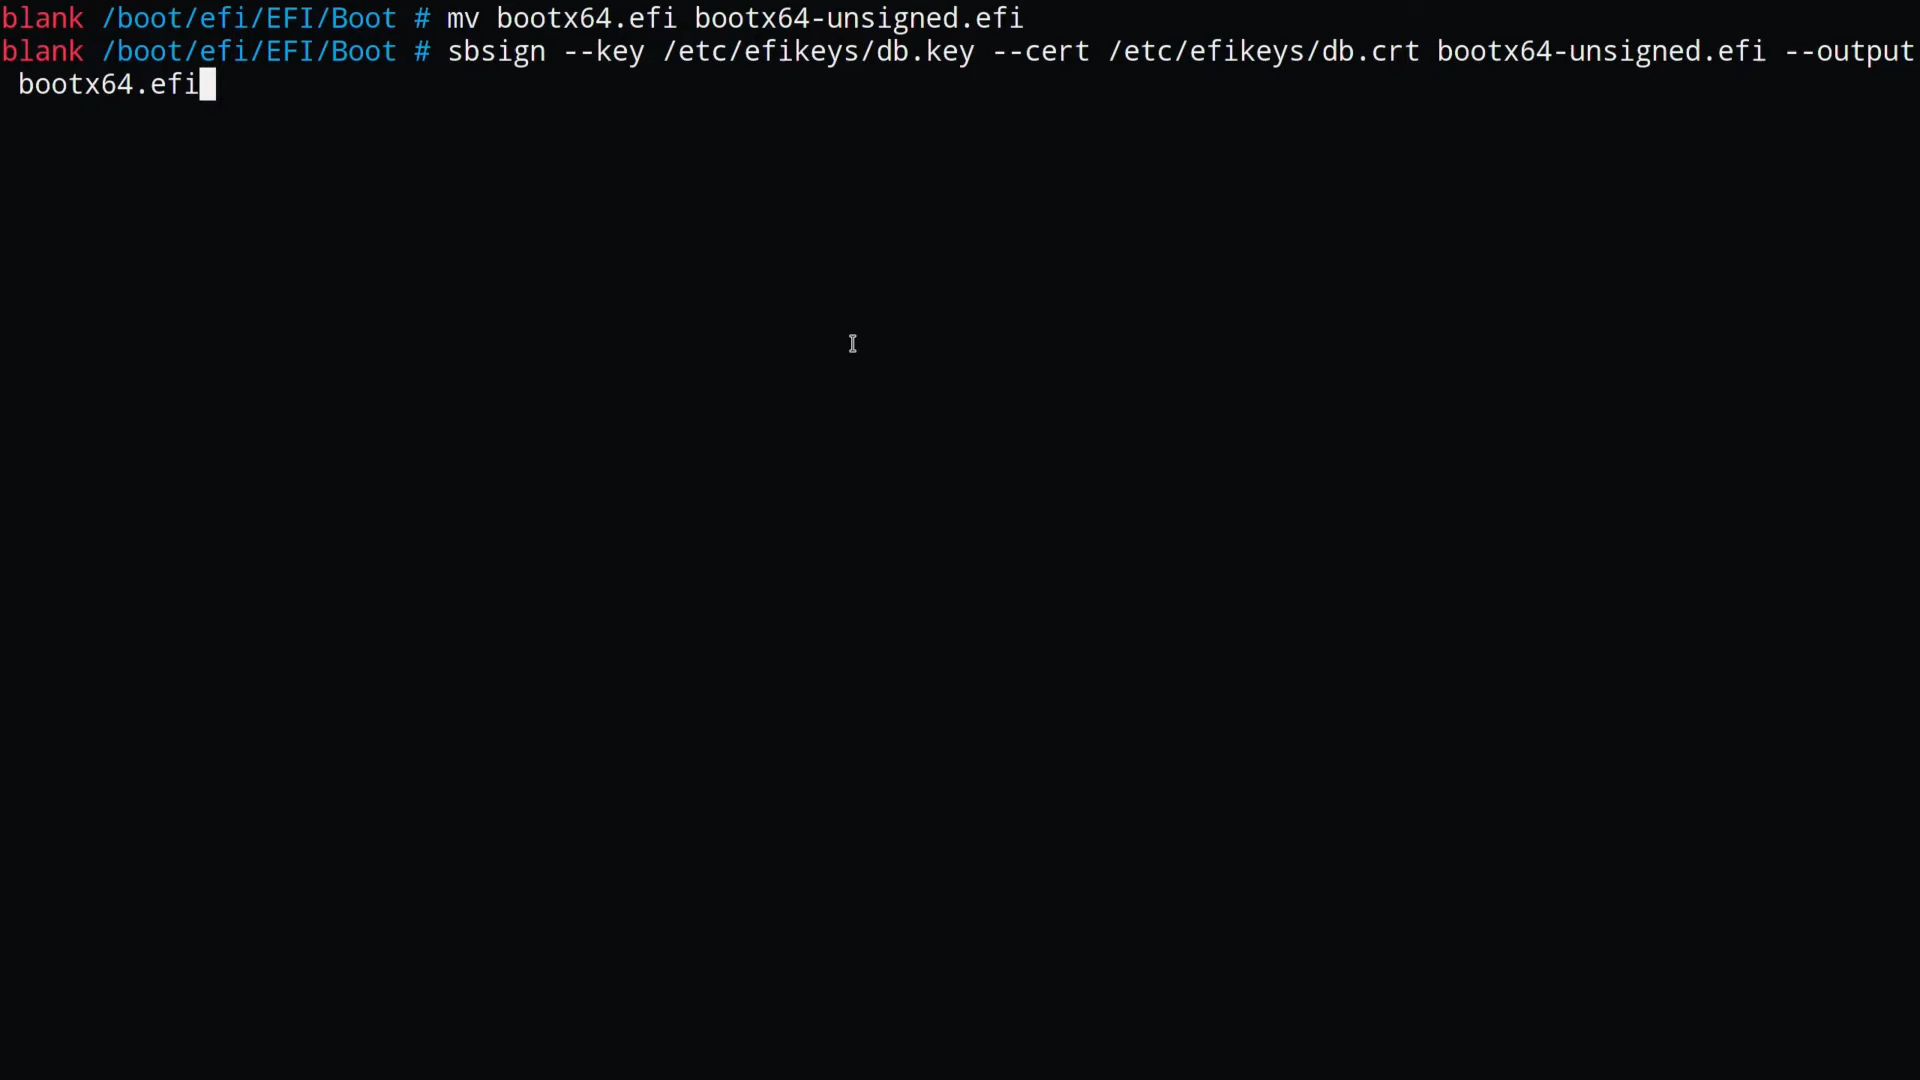 blank /boot/efi/EFI/Boot # mv bootx64.efi bootx64-unsigned.efi
blank /boot/efi/EFI/Boot # sbsign --key /etc/efikeys/db.key --cert /etc/efikeys/db.crt bootx64-unsigned.efi --output
bootx64.efi